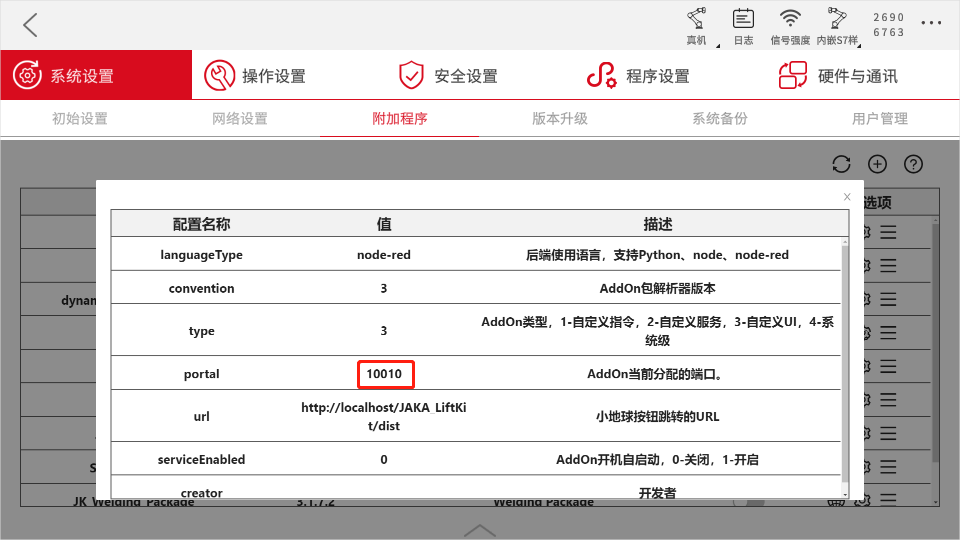 真机
日志
信号强度
内嵌S7样
2690
6763
系统设置
操作设置
安全设置
程序设置
硬件与通讯
初始设置
网络设置
附加程序
版本升级
系统备份
用户管理
选项
x
配置名称
值
描述
languageType
node-red
后端使用语言，支持Python、node、node-red
convention
3
AddOn包解析器版本
dynam
type
3
AddOn类型，1-自定义指令，2-自定义服务，3-自定义UI，4-系
统级
portal
10010
AddOn当前分配的端口。
url
http://localhost/JAKA_LiftKi
t/dist
小地球按钮跳转的URL
serviceEnabled
0
AddOn开机自启动，0-关闭，1-开启
S
creator
开发者
JK_Welding_Package
3.1.7.2
Welding Package